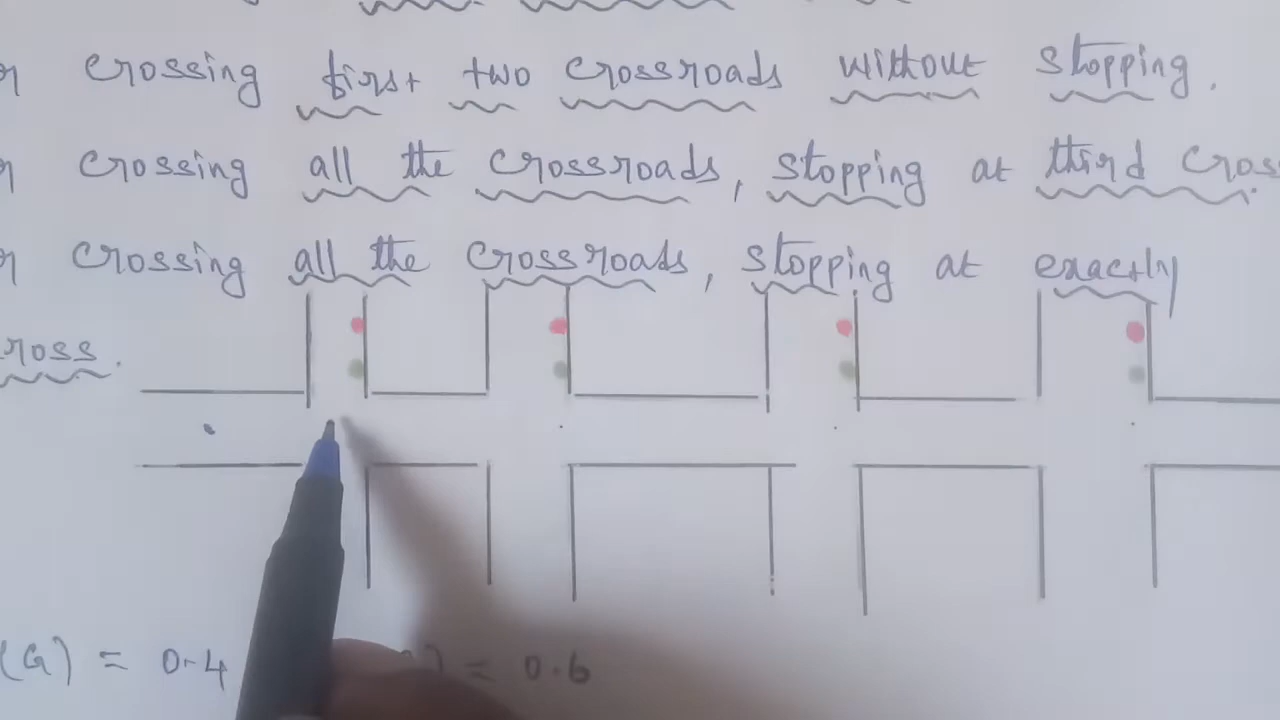 crossing first two crossroads without stopping.
crossing all the crossroads, stopping at third
crossing all the crossroads, stopping at exactly
ross.
(G) = 0.4 ) = 0.6